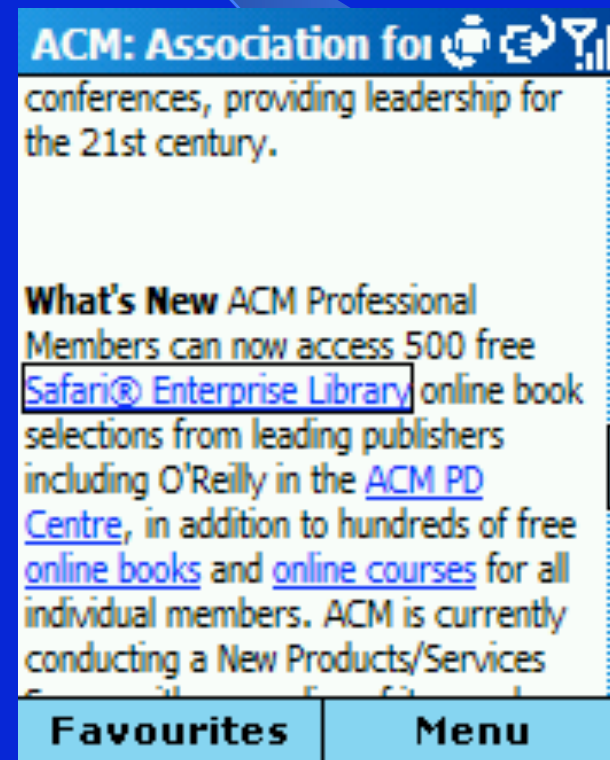 ACM: Association for
conferences, providing leadership for
the 21st century.
What's New ACM Professional
Members can now access 500 free
Safari® Enterprise Library online book
selections from leading publishers
including O'Reilly in the ACM PD
Centre, in addition to hundreds of free
online books and online courses for all
individual members. ACM is currently
conducting a New Products/Services
Favourites Menu